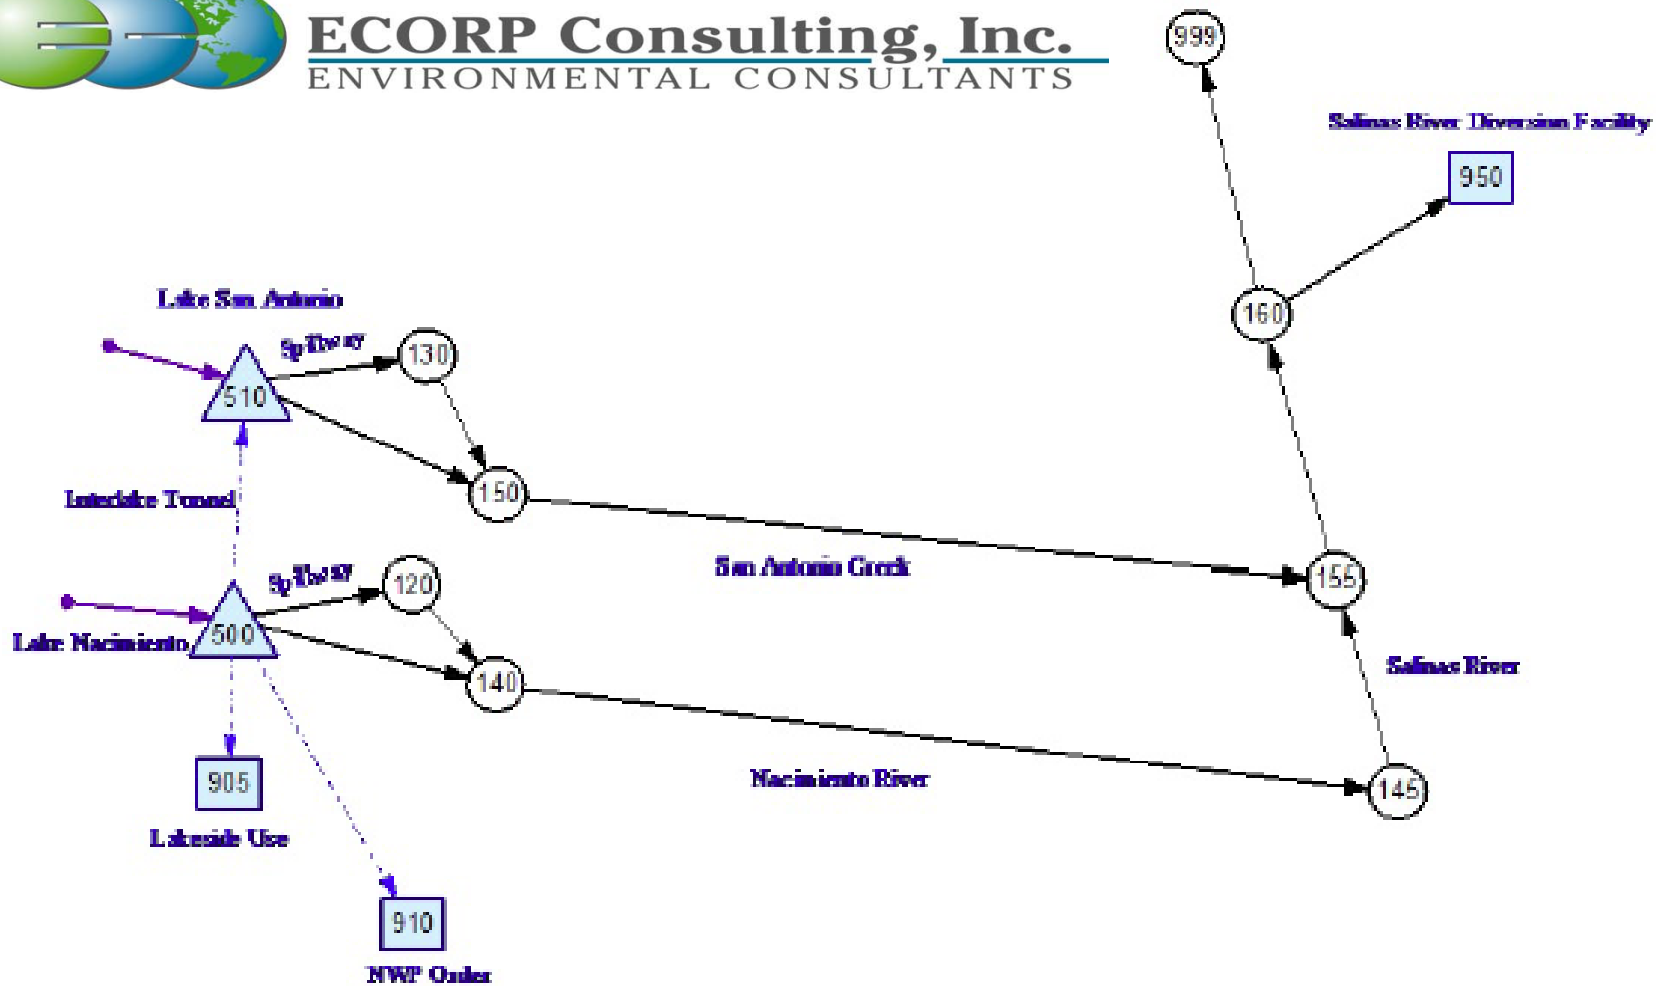 ECORP Consulting, Inc.
ENVIRONMENTAL CONSULTANTS
999
Salinas River Diversion Facility
950
160
Lake San Antonio
Spillway
130
510
Interlake Tunnel
150
San Antonio Creek
155
Spillway
120
Lake Nacimiento
500
140
Salinas River
Nacimiento River
145
905
Lakeside Use
910
NWP Order